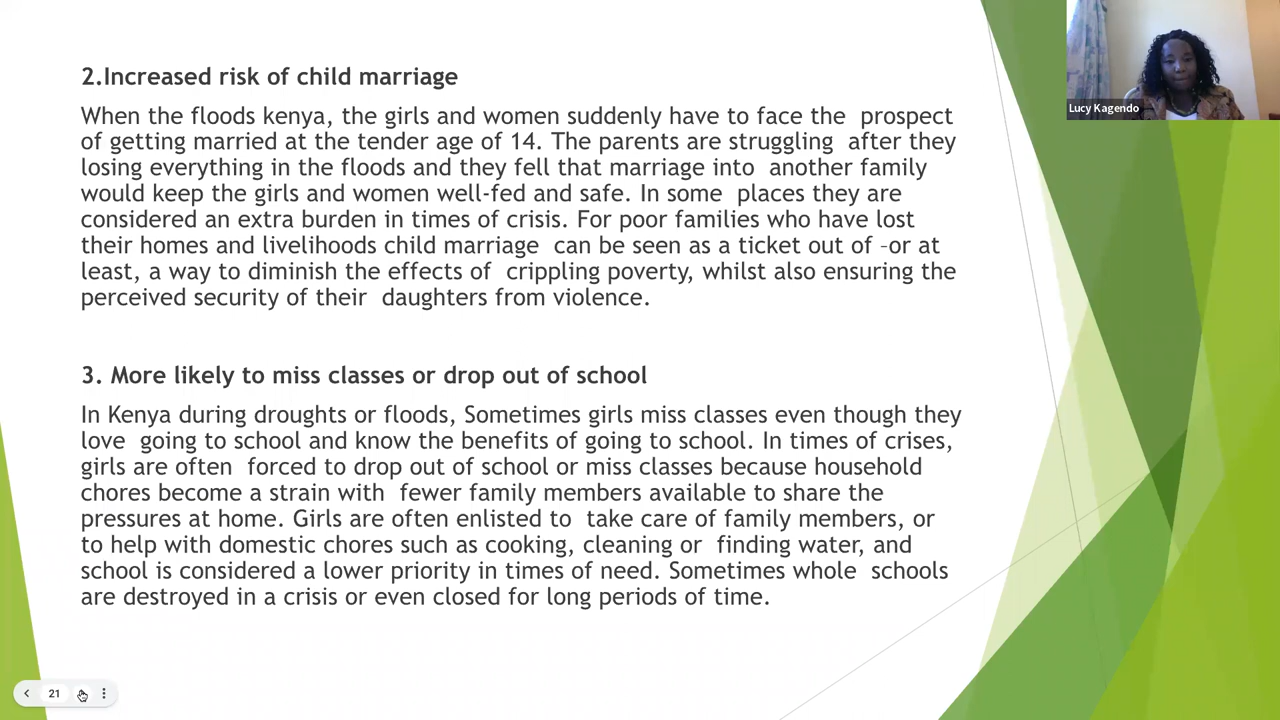 2.Increased risk of child marriage
When the floods kenya, the girls and women suddenly have to face the prospect
of getting married at the tender age of 14. The parents are struggling after they
losing everything in the floods and they fell that marriage into another family
would keep the girls and women well-fed and safe. In some places they are
considered an extra burden in times of crisis. For poor families who have lost
their homes and livelihoods child marriage can be seen as a ticket out of –or at
least, a way to diminish the effects of crippling poverty, whilst also ensuring the
perceived security of their daughters from violence.
3. More likely to miss classes or drop out of school
In Kenya during droughts or floods, Sometimes girls miss classes even though they
love going to school and know the benefits of going to school. In times of crises,
girls are often forced to drop out of school or miss classes because household
chores become a strain with fewer family members available to share the
pressures at home. Girls are often enlisted to take care of family members, or
to help with domestic chores such as cooking, cleaning or finding water, and
school is considered a lower priority in times of need. Sometimes whole schools
are destroyed in a crisis or even closed for long periods of time.
Lucy Kagendo
21